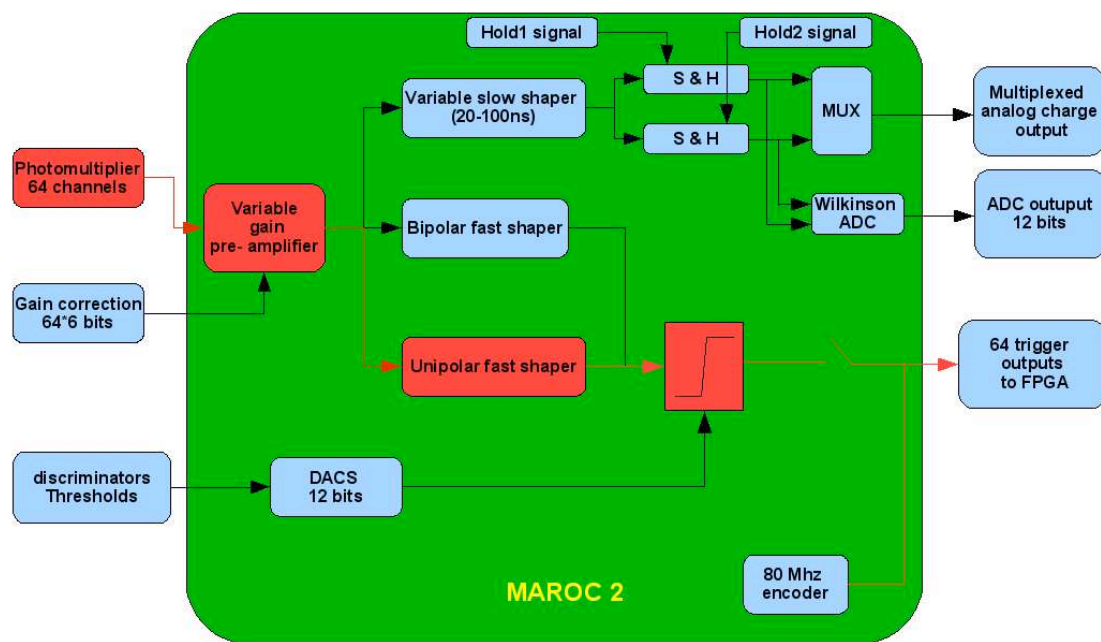 Hold1 signal
Hold2 signal
S & H
Variable slow shaper
(20-100ns)
MUX
Multiplexed
analog charge
output
S & H
Photomultiplier
64 channels
Variable
gain
pre- amplifier
Bipolar fast shaper
Wilkinson
ADC
ADC outuput
12 bits
Gain correction
64*6 bits
Unipolar fast shaper
64 trigger
outputs
to FPGA
discriminators
Thresholds
DACS
12 bits
80 Mhz
encoder
MAROC 2